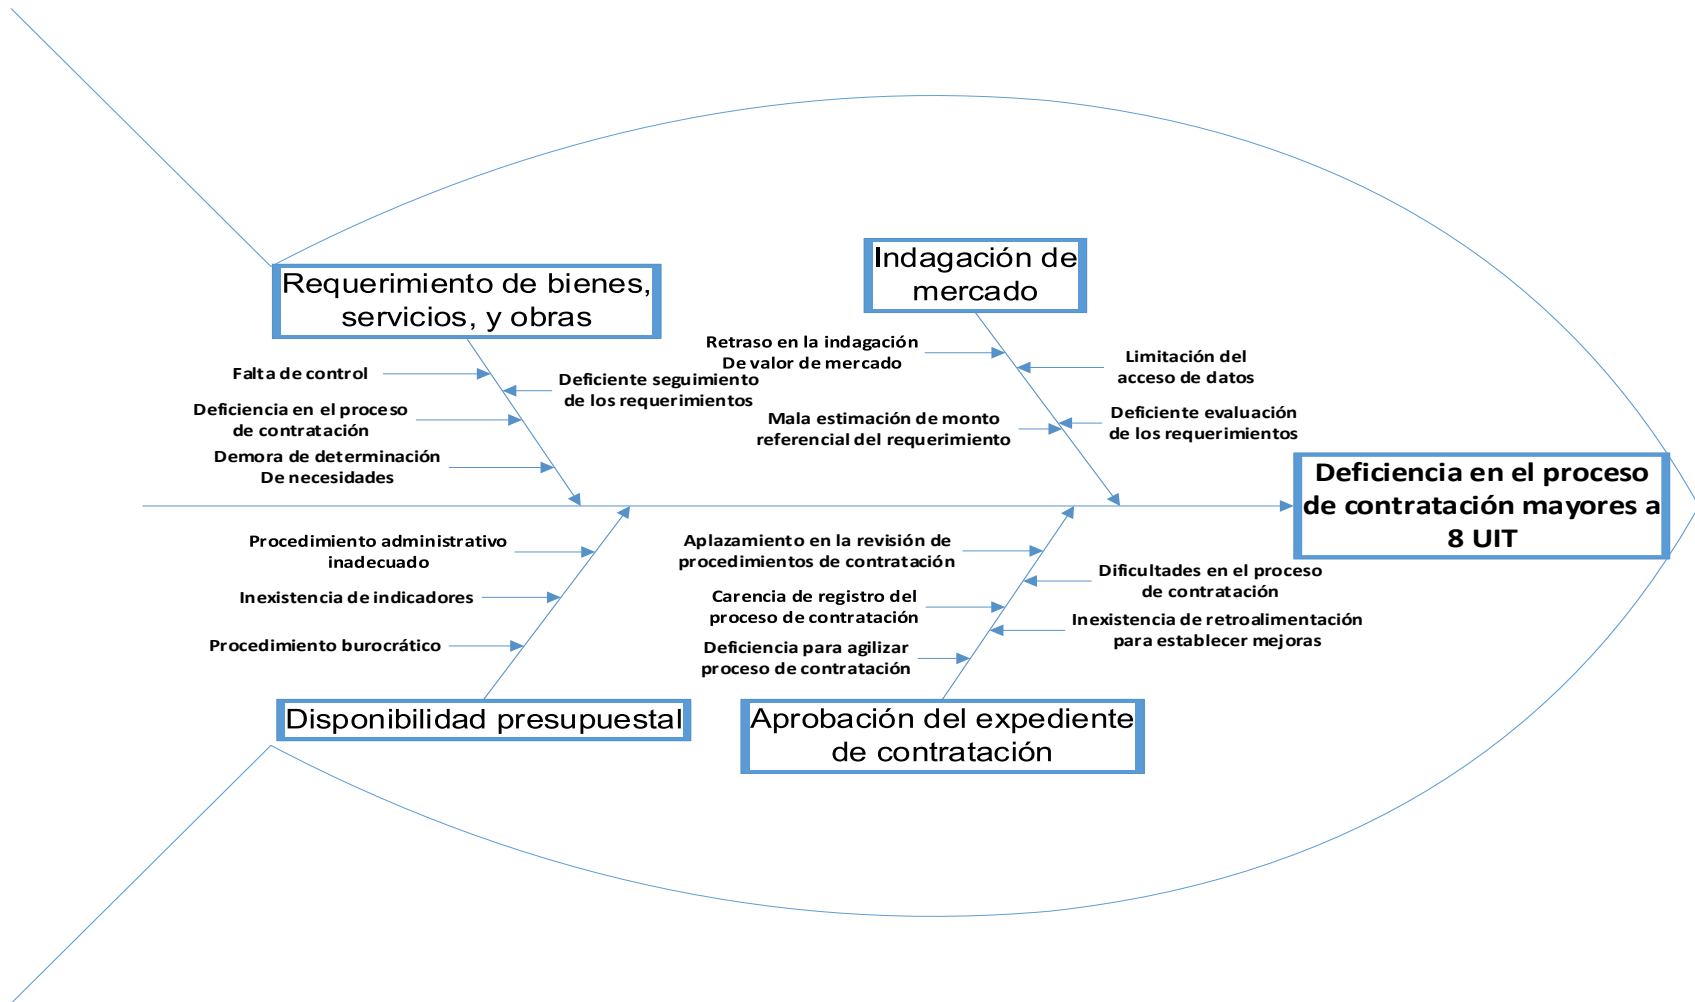 Requerimiento de bienes,
servicios, y obras
Falta de control
Deficiente seguimiento
de los requerimientos
Deficiencia en el proceso
de contratación
Demora de determinación
De necesidades
Indagación de
mercado
Retraso en la indagación
De valor de mercado
Limitación del
acceso de datos
Mala estimación de monto
referencial del requerimiento
Deficiente evaluación
de los requerimientos
Deficiencia en el proceso
de contratación mayores a
8 UIT
Procedimiento administrativo
inadecuado
Inexistencia de indicadores
Procedimiento burocrático
Disponibilidad presupuestal
Aplazamiento en la revisión de
procedimientos de contratación
Dificultades en el proceso
de contratación
Carencia de registro del
proceso de contratación
Inexistencia de retroalimentación
para establecer mejoras
Deficiencia para agilizar
proceso de contratación
Aprobación del expediente
de contratación